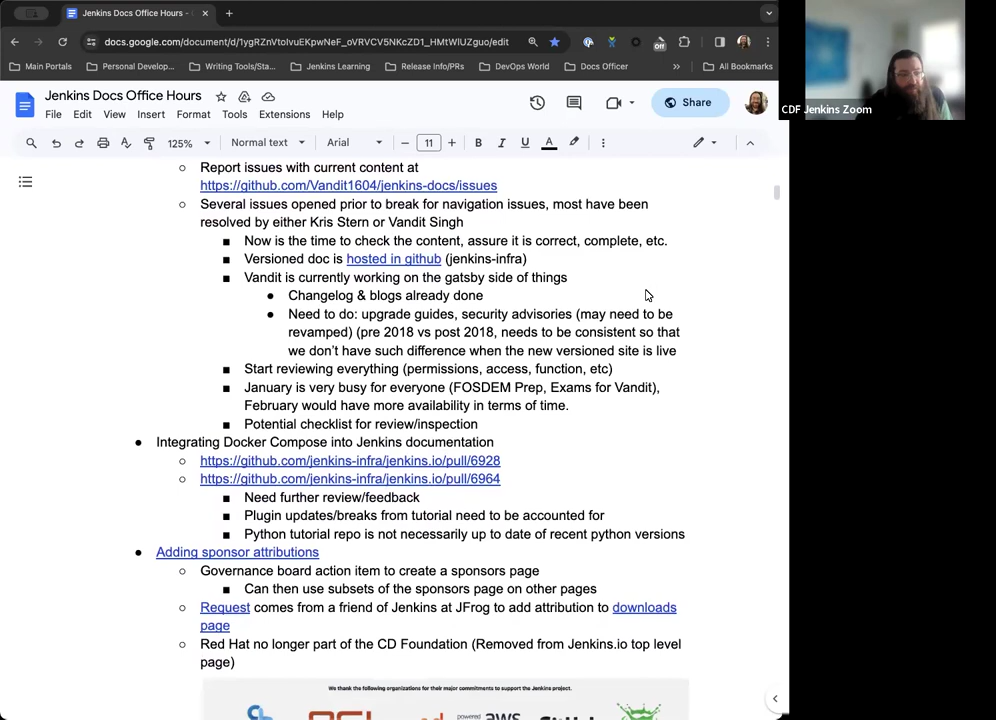 Jenkins Docs Office Hours -
docs.google.com/document/d/1ygRZnVtoIvuEKpwNeF_oVRVCV5NKcZD1_HMtWlUZguo/edit
Off
Main Portals
Personal Develop...
Writing Tools/Sta...
Jenkins Learning
Release Info/PRs
DevOps World
Docs Officer
All Bookmarks
CDF Jenkins Zoom
Jenkins Docs Office Hours
File Edit View Insert Format Tools Extensions Help
Share
125% Normal text Arial 11 B I U A
Report issues with current content at
https://github.com/Vandit1604/jenkins-docs/issues
Several issues opened prior to break for navigation issues, most have been
resolved by either Kris Stern or Vandit Singh
Now is the time to check the content, assure it is correct, complete, etc.
Versioned doc is hosted in github (jenkins-infra)
Vandit is currently working on the gatsby side of things
Changelog & blogs already done
Need to do: upgrade guides, security advisories (may need to be
revamped) (pre 2018 vs post 2018, needs to be consistent so that
we don't have such difference when the new versioned site is live
Start reviewing everything (permissions, access, function, etc)
January is very busy for everyone (FOSDEM Prep, Exams for Vandit),
February would have more availability in terms of time.
Potential checklist for review/inspection
Integrating Docker Compose into Jenkins documentation
https://github.com/jenkins-infra/jenkins.io/pull/6928
https://github.com/jenkins-infra/jenkins.io/pull/6964
Need further review/feedback
Plugin updates/breaks from tutorial need to be accounted for
Python tutorial repo is not necessarily up to date of recent python versions
Adding sponsor attributions
Governance board action item to create a sponsors page
Can then use subsets of the sponsors page on other pages
Request comes from a friend of Jenkins at JFrog to add attribution to downloads
page
Red Hat no longer part of the CD Foundation (Removed from Jenkins.io top level
page)
We thank the following organizations for their major commitments to support the Jenkins project.
powered
aws
GitHub